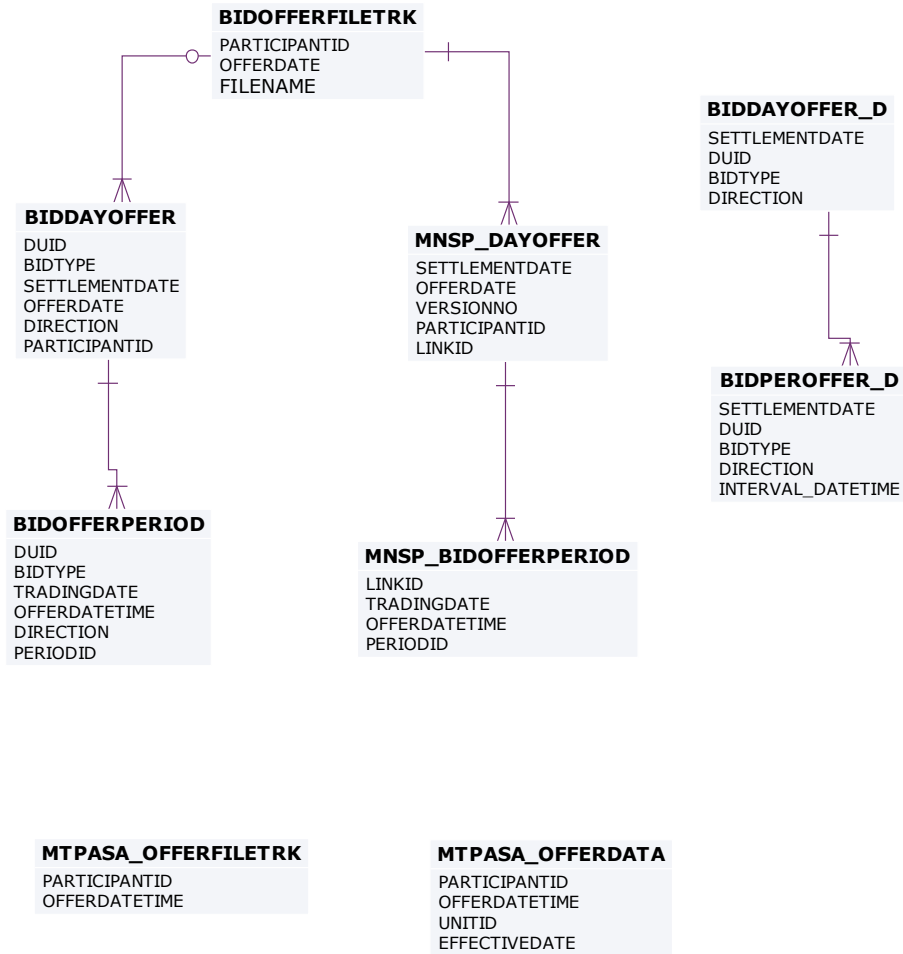 BIDOFFERFILETRK
PARTICIPANTID
OFFERDATE
FILENAME
BIDDAYOFFER_D
SETTLEMENTDATE
DUID
BIDTYPE
DIRECTION
BIDDAYOFFER
DUID
BIDTYPE
SETTLEMENTDATE
OFFERDATE
DIRECTION
PARTICIPANTID
MNSP_DAYOFFER
SETTLEMENTDATE
OFFERDATE
VERSIONNO
PARTICIPANTID
LINKID
BIDPEROFFER_D
SETTLEMENTDATE
DUID
BIDTYPE
DIRECTION
INTERVAL_DATETIME
BIDOFFERPERIOD
DUID
BIDTYPE
TRADINGDATE
OFFERDATETIME
DIRECTION
PERIODID
MNSP_BIDOFFERPERIOD
LINKID
TRADINGDATE
OFFERDATETIME
PERIODID
MTPASA_OFFERFILETRK
PARTICIPANTID
OFFERDATETIME
MTPASA_OFFERDATA
PARTICIPANTID
OFFERDATETIME
UNITID
EFFECTIVEDATE